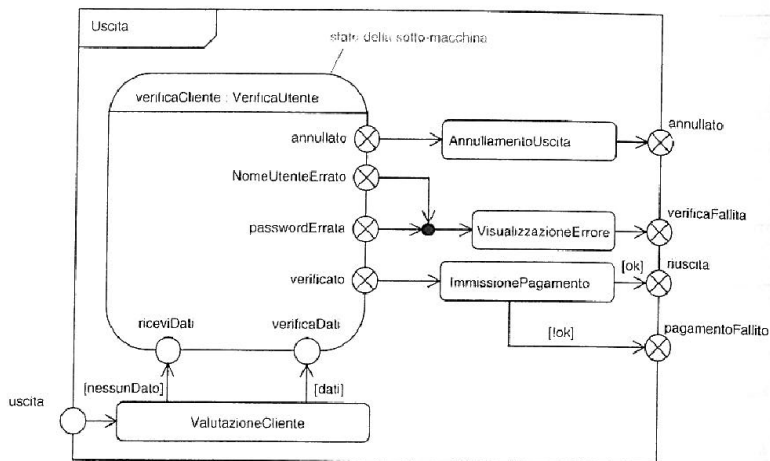 Uscita
stato della sotto-macchina
verificaCliente : VerificaUtente
annullato
AnnullamentoUscita
annullato
NomeUtenteErrato
passwordErrata
VisualizzazioneErrore
verificaFallita
verificato
ImmissionePagamento
[ok]
riuscita
[!ok]
pagamentoFallito
riceviDati
verificaDati
[nessunDato]
[dati]
uscita
ValutazioneCliente